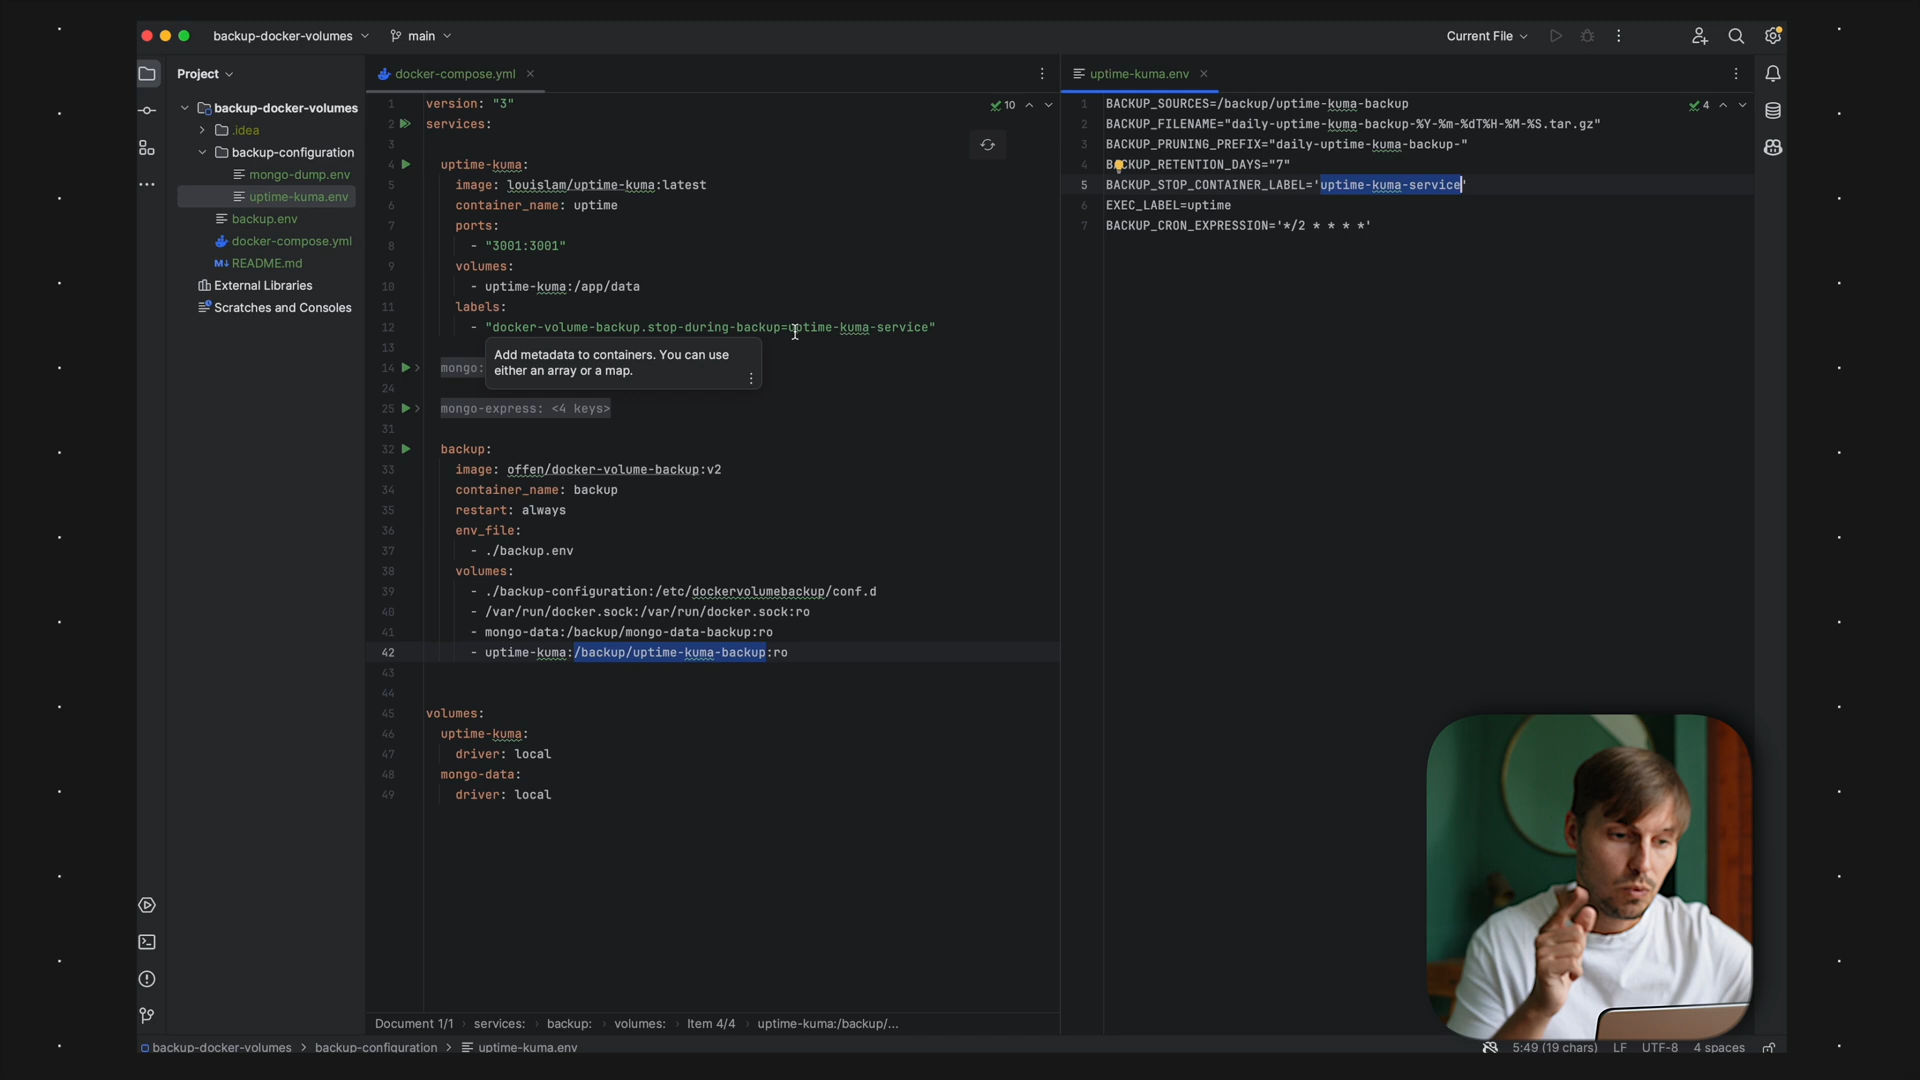 backup-docker-volumes
main
Current File
Project
backup-docker-volumes
.idea
backup-configuration
mongo-dump.env
uptime-kuma.env
backup.env
docker-compose.yml
README.md
External Libraries
Scratches and Consoles
docker-compose.yml
10
1 version: "3"
2 services:
3
4 uptime-kuma:
5 image: louislam/uptime-kuma:latest
6 container_name: uptime
7 ports:
8 - "3001:3001"
9 volumes:
10 - uptime-kuma:/app/data
11 labels:
12 - "docker-volume-backup.stop-during-backup=uptime-kuma-service"
13
Add metadata to containers. You can use
either an array or a map.
14 mongo:
24
25 mongo-express: <4 keys>
31
32 backup:
33 image: offen/docker-volume-backup:v2
34 container_name: backup
35 restart: always
36 env_file:
37 - ./backup.env
38 volumes:
39 - ./backup-configuration:/etc/dockervolumebackup/conf.d
40 - /var/run/docker.sock:/var/run/docker.sock:ro
41 - mongo-data:/backup/mongo-data-backup:ro
42 - uptime-kuma:/backup/uptime-kuma-backup:ro
43
44
45 volumes:
46 uptime-kuma:
47 driver: local
48 mongo-data:
49 driver: local
Document 1/1 › services: › backup: › volumes: › Item 4/4 › uptime-kuma:/backup/...
uptime-kuma.env
4
1 BACKUP_SOURCES=/backup/uptime-kuma-backup
2 BACKUP_FILENAME="daily-uptime-kuma-backup-%Y-%m-%dT%H-%M-%S.tar.gz"
3 BACKUP_PRUNING_PREFIX="daily-uptime-kuma-backup-"
4 BACKUP_RETENTION_DAYS="7"
5 BACKUP_STOP_CONTAINER_LABEL='uptime-kuma-service'
6 EXEC_LABEL=uptime
7 BACKUP_CRON_EXPRESSION='*/2 * * * *'
backup-docker-volumes › backup-configuration › uptime-kuma.env
5:49 (19 chars) LF UTF-8 4 spaces